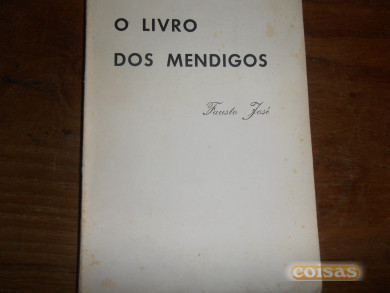 O LIVRO
DOS MENDIGOS
Fausto José
coisas